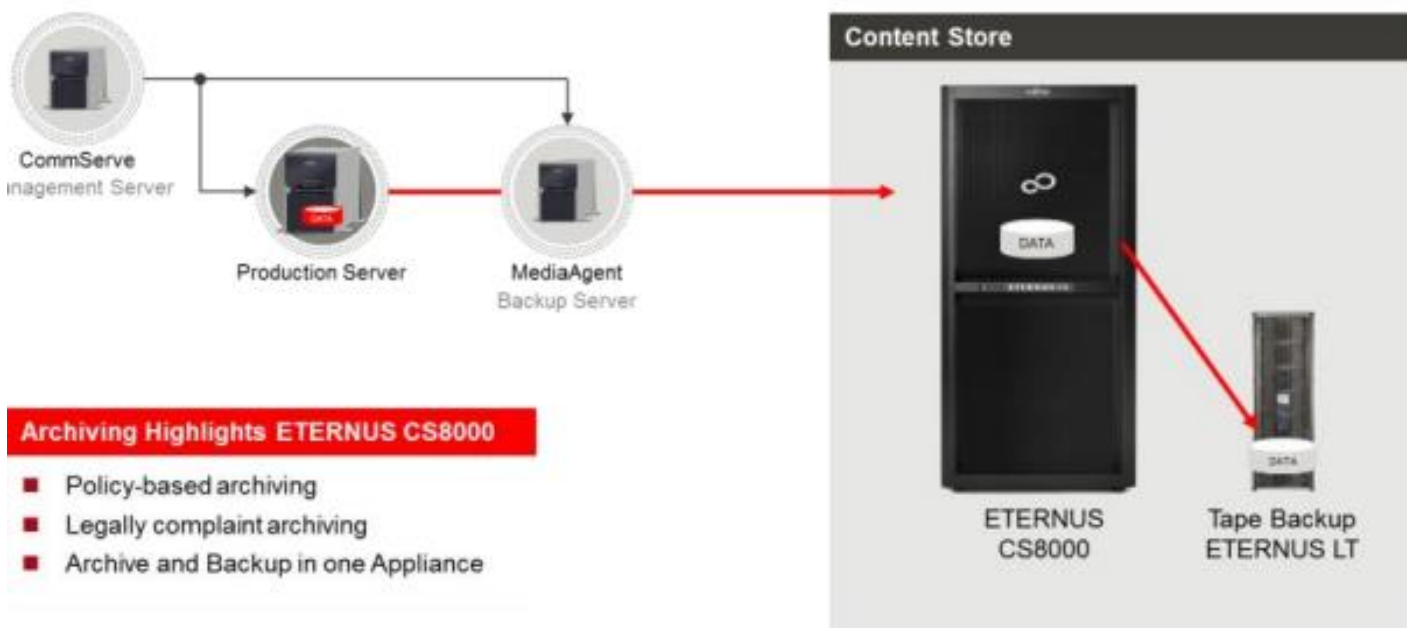 Content Store
CommServe
nagement Server
DATA
Production Server
MediaAgent
Backup Server
DATA
DATA
ETERNUS
CS8000
Tape Backup
ETERNUS LT
Archiving Highlights ETERNUS CS8000
Policy-based archiving
Legally complaint archiving
Archive and Backup in one Appliance